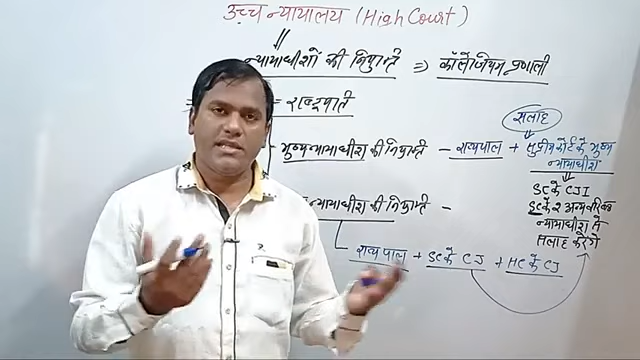 उच्च न्यायालय (High Court)
न्यायाधीशों की नियुक्ति ⇒ कॉलेजियम प्रणाली
= राष्ट्रपति
सलाह
मुख्य न्यायाधीश की नियुक्ति - राज्यपाल + सुप्रीम कोर्ट के मुख्य
न्यायाधीश
SC के CJI
SC के 2 अन्य वरिष्ठ
न्यायाधीश की नियुक्ति -
न्यायाधीश से
सलाह करेंगे
राज्यपाल + SC के CJ + HC के CJ